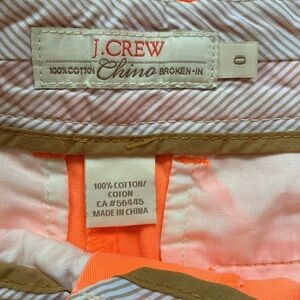 J.CREW
100% COTTON Chino BROKEN-IN
0
100% COTTON/
COTON
CA #56445
MADE IN CHINA